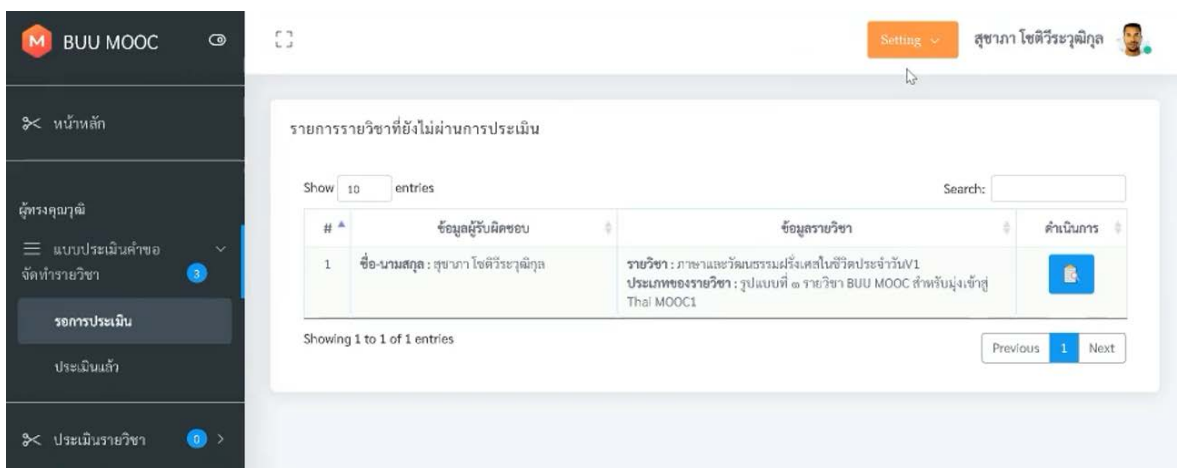 BUU MOOC
Setting
สุชาภา โชติวีระวุฒิกุล
หน้าหลัก
ผู้ทรงคุณวุฒิ
แบบประเมินคำขอ
จัดทำรายวิชา
3
รอการประเมิน
ประเมินแล้ว
ประเมินรายวิชา
0
รายการรายวิชาที่ยังไม่ผ่านการประเมิน
Show 10 entries
Search:
# ข้อมูลผู้รับผิดชอบ ข้อมูลรายวิชา ดำเนินการ
1 ชื่อ-นามสกุล : สุชาภา โชติวีระวุฒิกุล
รายวิชา : ภาษาและวัฒนธรรมฝรั่งเศสในชีวิตประจำวันV1
ประเภทของรายวิชา : รูปแบบที่ ๑ รายวิชา BUU MOOC สำหรับมุ่งเข้าสู่
Thai MOOC1
Showing 1 to 1 of 1 entries
Previous 1 Next